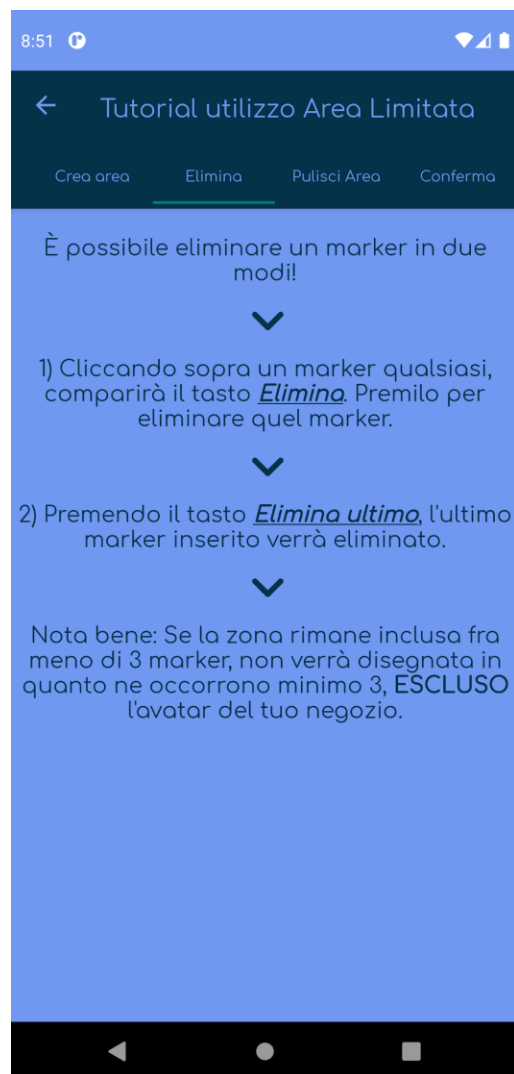 8:51
Tutorial utilizzo Area Limitata
Crea area Elimina Pulisci Area Conferma
È possibile eliminare un marker in due
modi!
1) Cliccando sopra un marker qualsiasi,
comparirà il tasto Elimina. Premilo per
eliminare quel marker.
2) Premendo il tasto Elimina ultimo, l'ultimo
marker inserito verrà eliminato.
Nota bene: Se la zona rimane inclusa fra
meno di 3 marker, non verrà disegnata in
quanto ne occorrono minimo 3, ESCLUSO
l'avatar del tuo negozio.